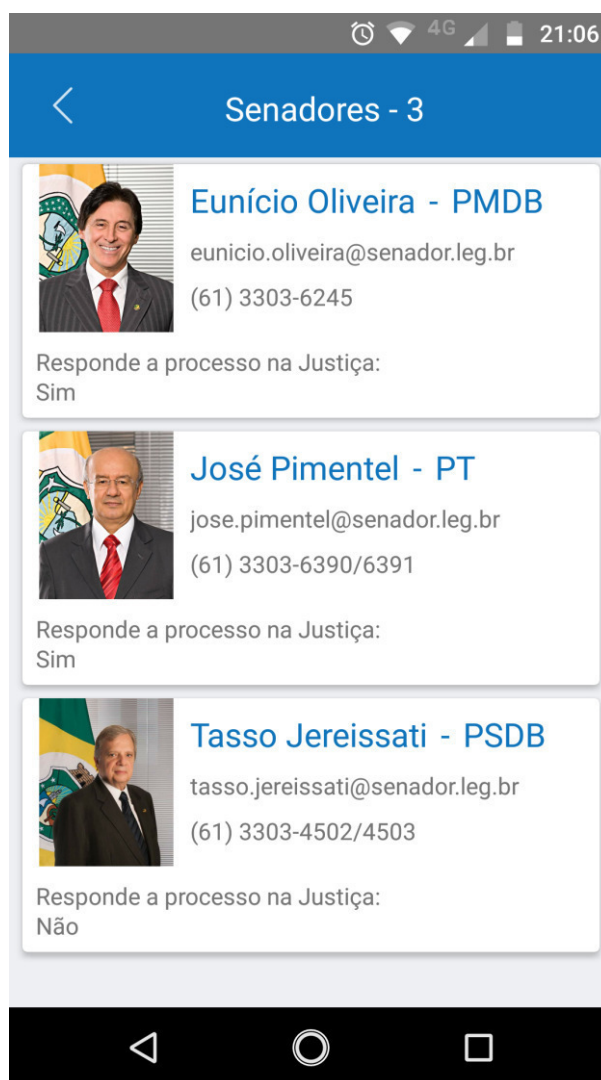 4G 21:06
Senadores - 3
Eunício Oliveira - PMDB
eunicio.oliveira@senador.leg.br
(61) 3303-6245
Responde a processo na Justiça:
Sim
José Pimentel - PT
jose.pimentel@senador.leg.br
(61) 3303-6390/6391
Responde a processo na Justiça:
Sim
Tasso Jereissati - PSDB
tasso.jereissati@senador.leg.br
(61) 3303-4502/4503
Responde a processo na Justiça:
Não